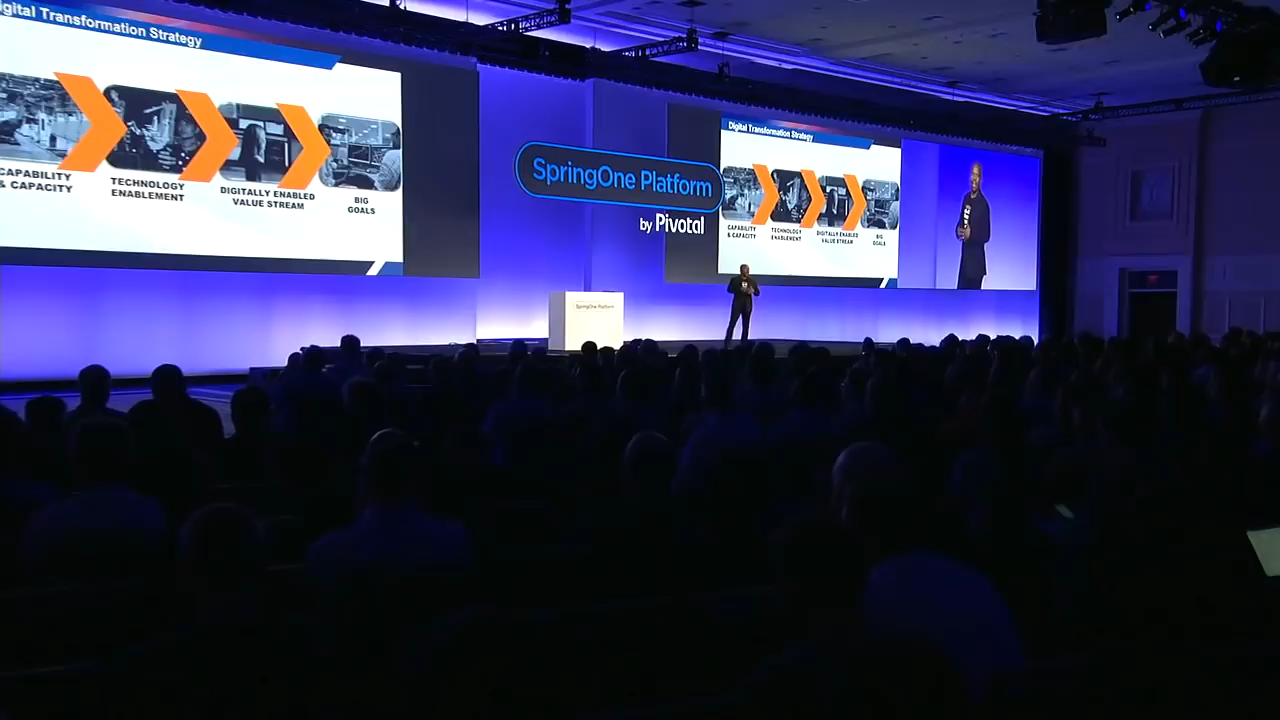 igital Transformation Strategy
CAPABILITY
& CAPACITY
TECHNOLOGY
ENABLEMENT
DIGITALLY ENABLED
VALUE STREAM
BIG
GOALS
SpringOne Platform
by Pivotal
Digital Transformation Strategy
CAPABILITY
& CAPACITY
TECHNOLOGY
ENABLEMENT
DIGITALLY ENABLED
VALUE STREAM
BIG
GOALS
SpringOne Platform